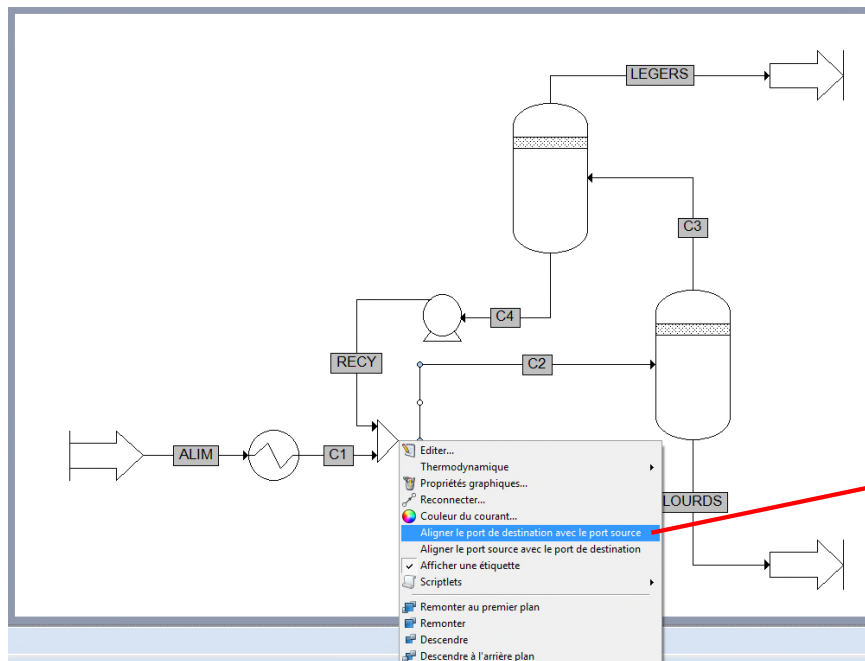 LEGERS
C3
C4
RECY
C2
ALIM
C1
LOURDS
Editer...
Thermodynamique
Propriétés graphiques...
Reconnecter...
Couleur du courant...
Aligner le port de destination avec le port source
Aligner le port source avec le port de destination
Afficher une étiquette
Scriptlets
Remonter au premier plan
Remonter
Descendre
Descendre à l'arrière plan